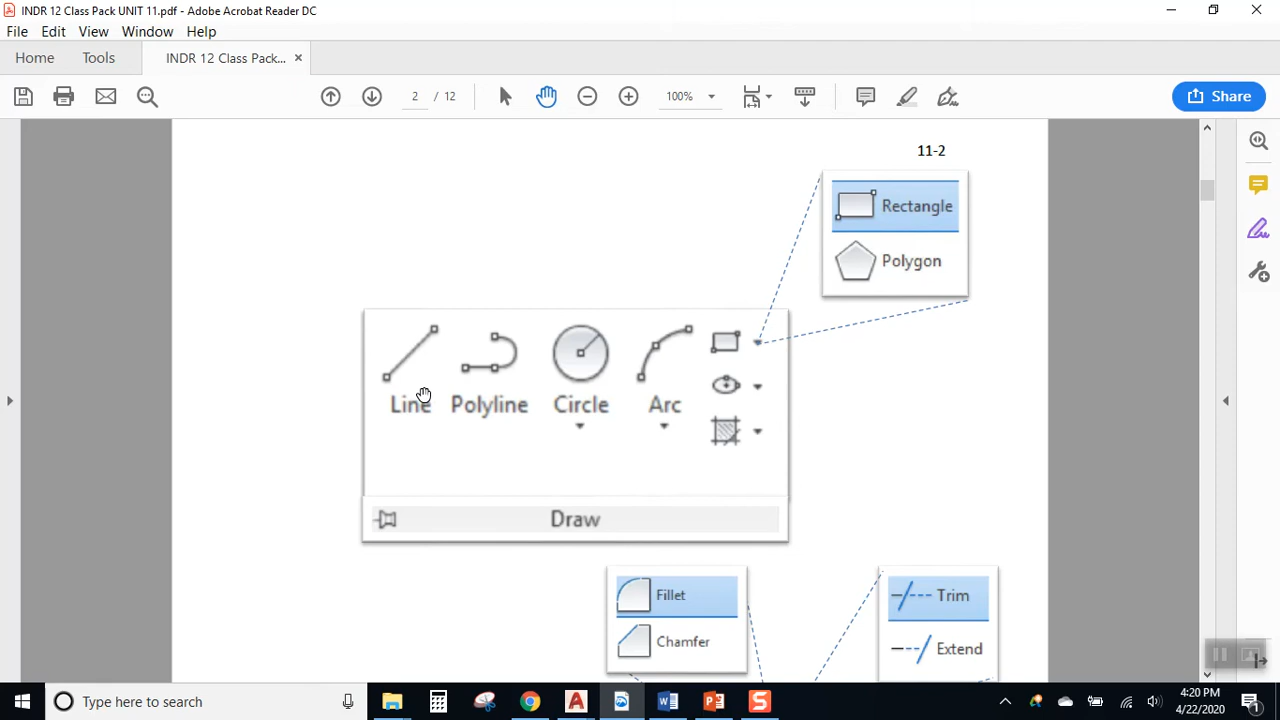 INDR 12 Class Pack UNIT 11.pdf - Adobe Acrobat Reader DC
File Edit View Window Help
Home Tools INDR 12 Class Pack... ×
2 / 12 100% Share
11-2
Rectangle
Polygon
Line Polyline Circle Arc
Draw
Fillet
Chamfer
Trim
Extend
Type here to search
4:20 PM
4/22/2020